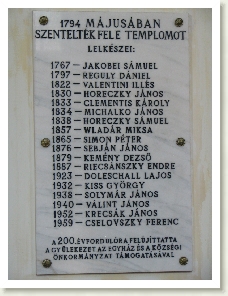 1794 MÁJUSÁBAN
SZENTELTÉK FELE TEMPLOMOT
LELKÉSZEI:
1767 — JAKOBEI SÁMUEL
1797 — REGULY DÁNIEL
1822 — VALENTINI ILLÉS
1830 — HORECZKY JÁNOS
1833 — CLEMENTIS KÁROLY
1834 — MICHALKO JÁNOS
1838 — HORECZKY SÁMUEL
1857 — WLADÁR MIKSA
1865 — SIMON PÉTER
1876 — SEBJÁN JÁNOS
1879 — KEMÉNY DEZSŐ
1887 — RIECSÁNSZKY ENDRE
1923 — DOLESCHALL LAJOS
1932 — KISS GYÖRGY
1938 — SOLYMÁR JÁNOS
1940 — VÁLINT JÁNOS
1952 — KRECSÁK JÁNOS
1959 — CSELOVSZKY FERENC
A 200. ÉVFORDULÓRA FELÚJÍTTATTA
A GYÜLEKEZET AZ EGYHÁZ ÉS A KÖZSÉGI
ÖNKORMÁNYZAT TÁMOGATÁSÁVAL